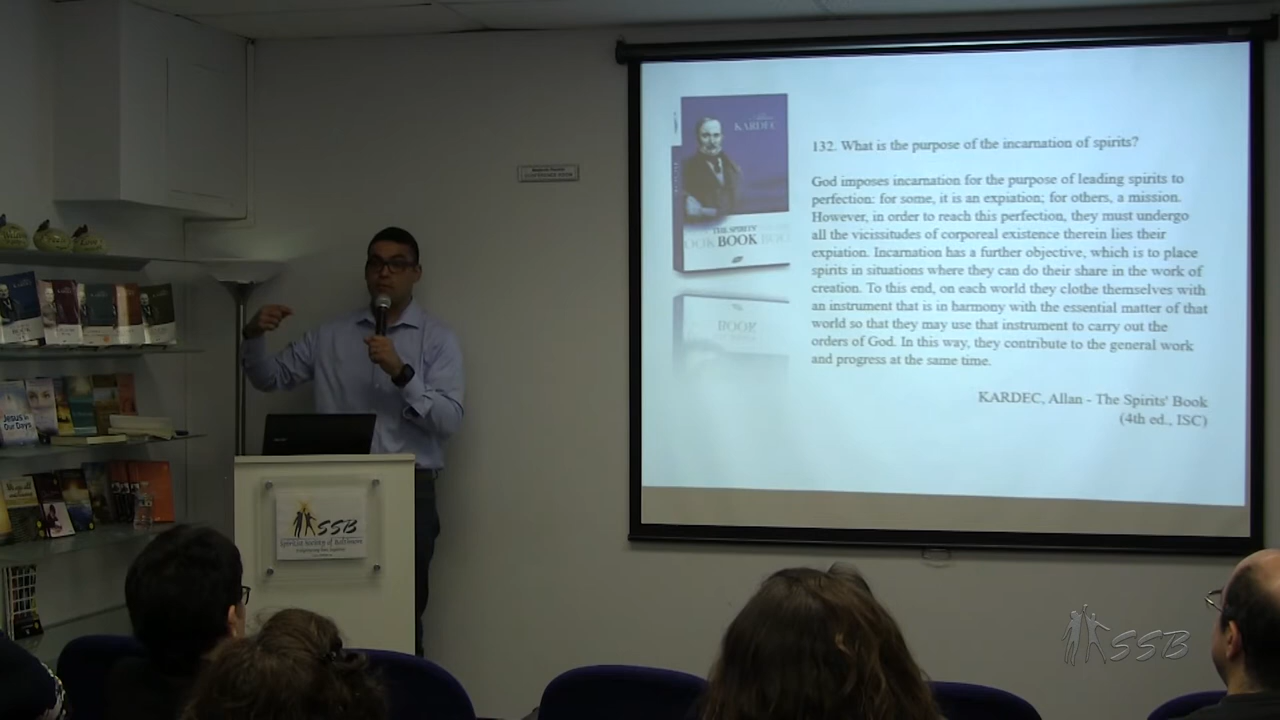 132. What is the purpose of the incarnation of spirits?
God imposes incarnation for the purpose of leading spirits to
perfection: for some, it is an expiation; for others, a mission.
However, in order to reach this perfection, they must undergo
all the vicissitudes of corporeal existence therein lies their
expiation. Incarnation has a further objective, which is to place
spirits in situations where they can do their share in the work of
creation. To this end, on each world they clothe themselves with
an instrument that is in harmony with the essential matter of that
world so that they may use that instrument to carry out the
orders of God. In this way, they contribute to the general work
and progress at the same time.
KARDEC, Allan - The Spirits' Book
(4th ed., ISC)
KARDEC
THE SPIRITS'
BOOK
BOOK
Jesus in
Our Days
SSB
Spiritist Society of Baltimore
SSB